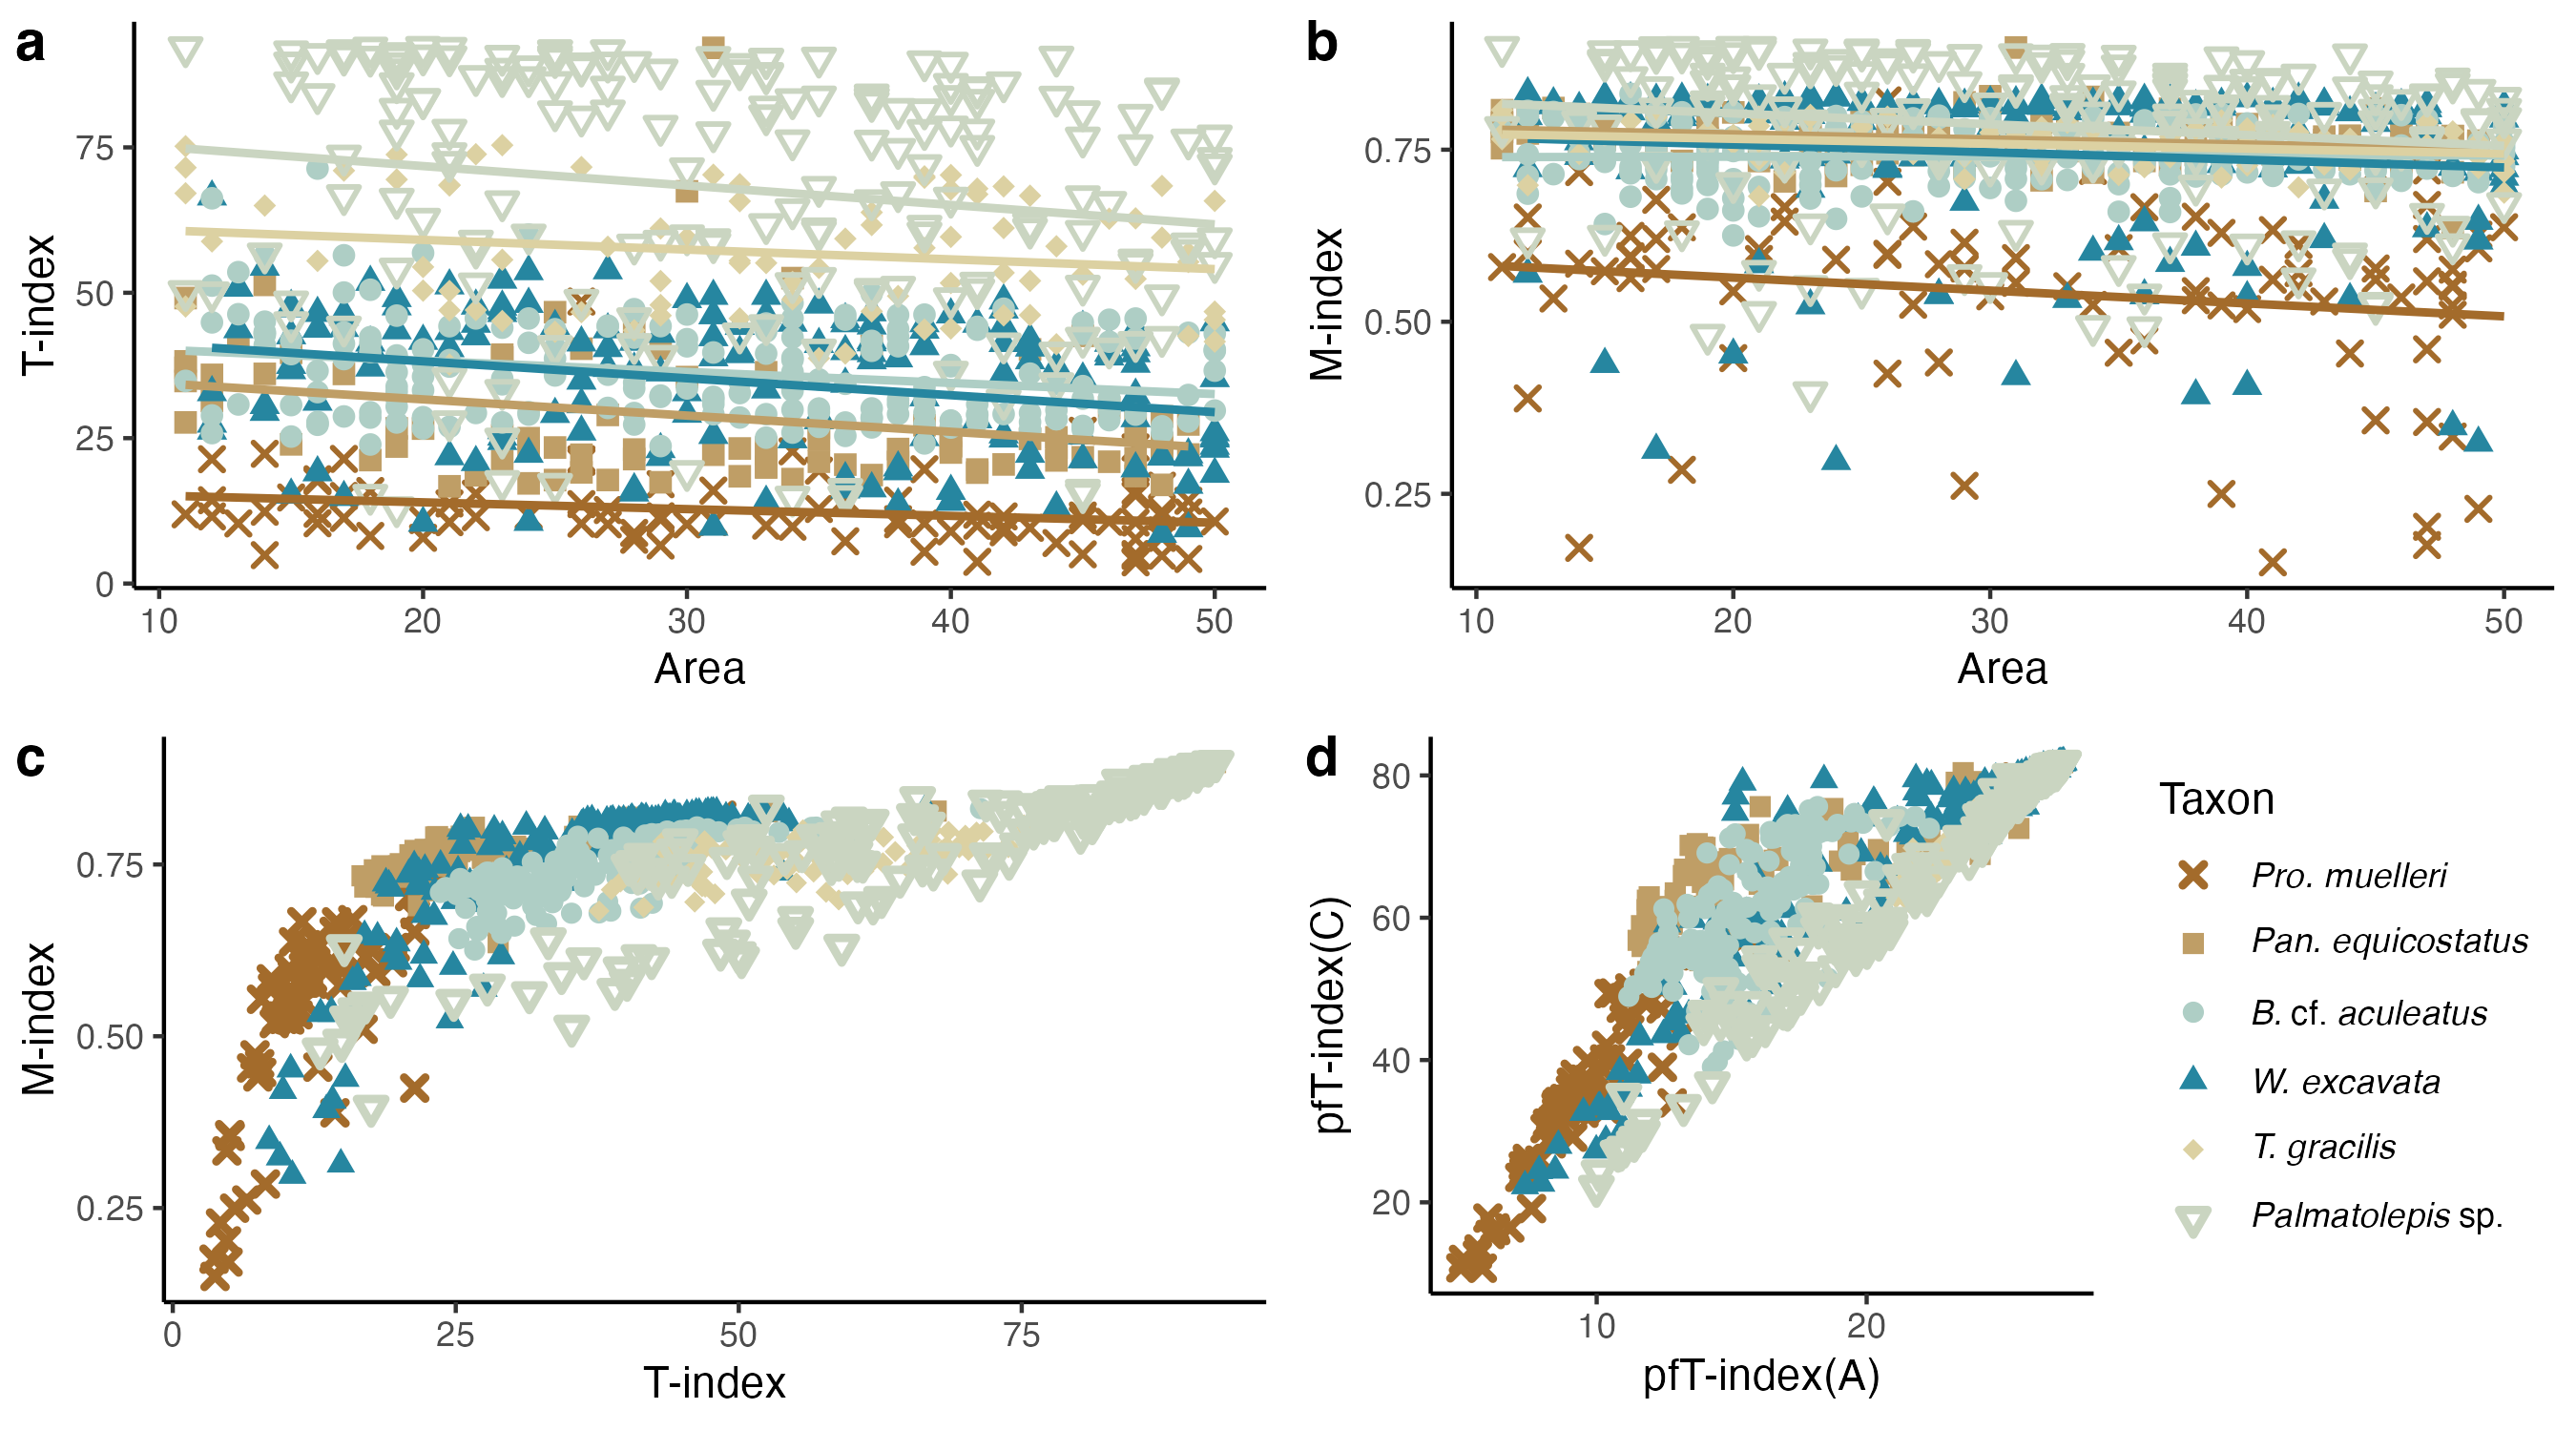 a
T-index
75
50
25
0
10 20 30 40 50
Area
b
M-index
0.75
0.50
0.25
10 20 30 40 50
Area
c
M-index
0.75
0.50
0.25
0 25 50 75
T-index
d
pfT-index(C)
80
60
40
20
10 20
pfT-index(A)
Taxon
Pro. muelleri
Pan. equicostatus
B. cf. aculeatus
W. excavata
T. gracilis
Palmatolepis sp.